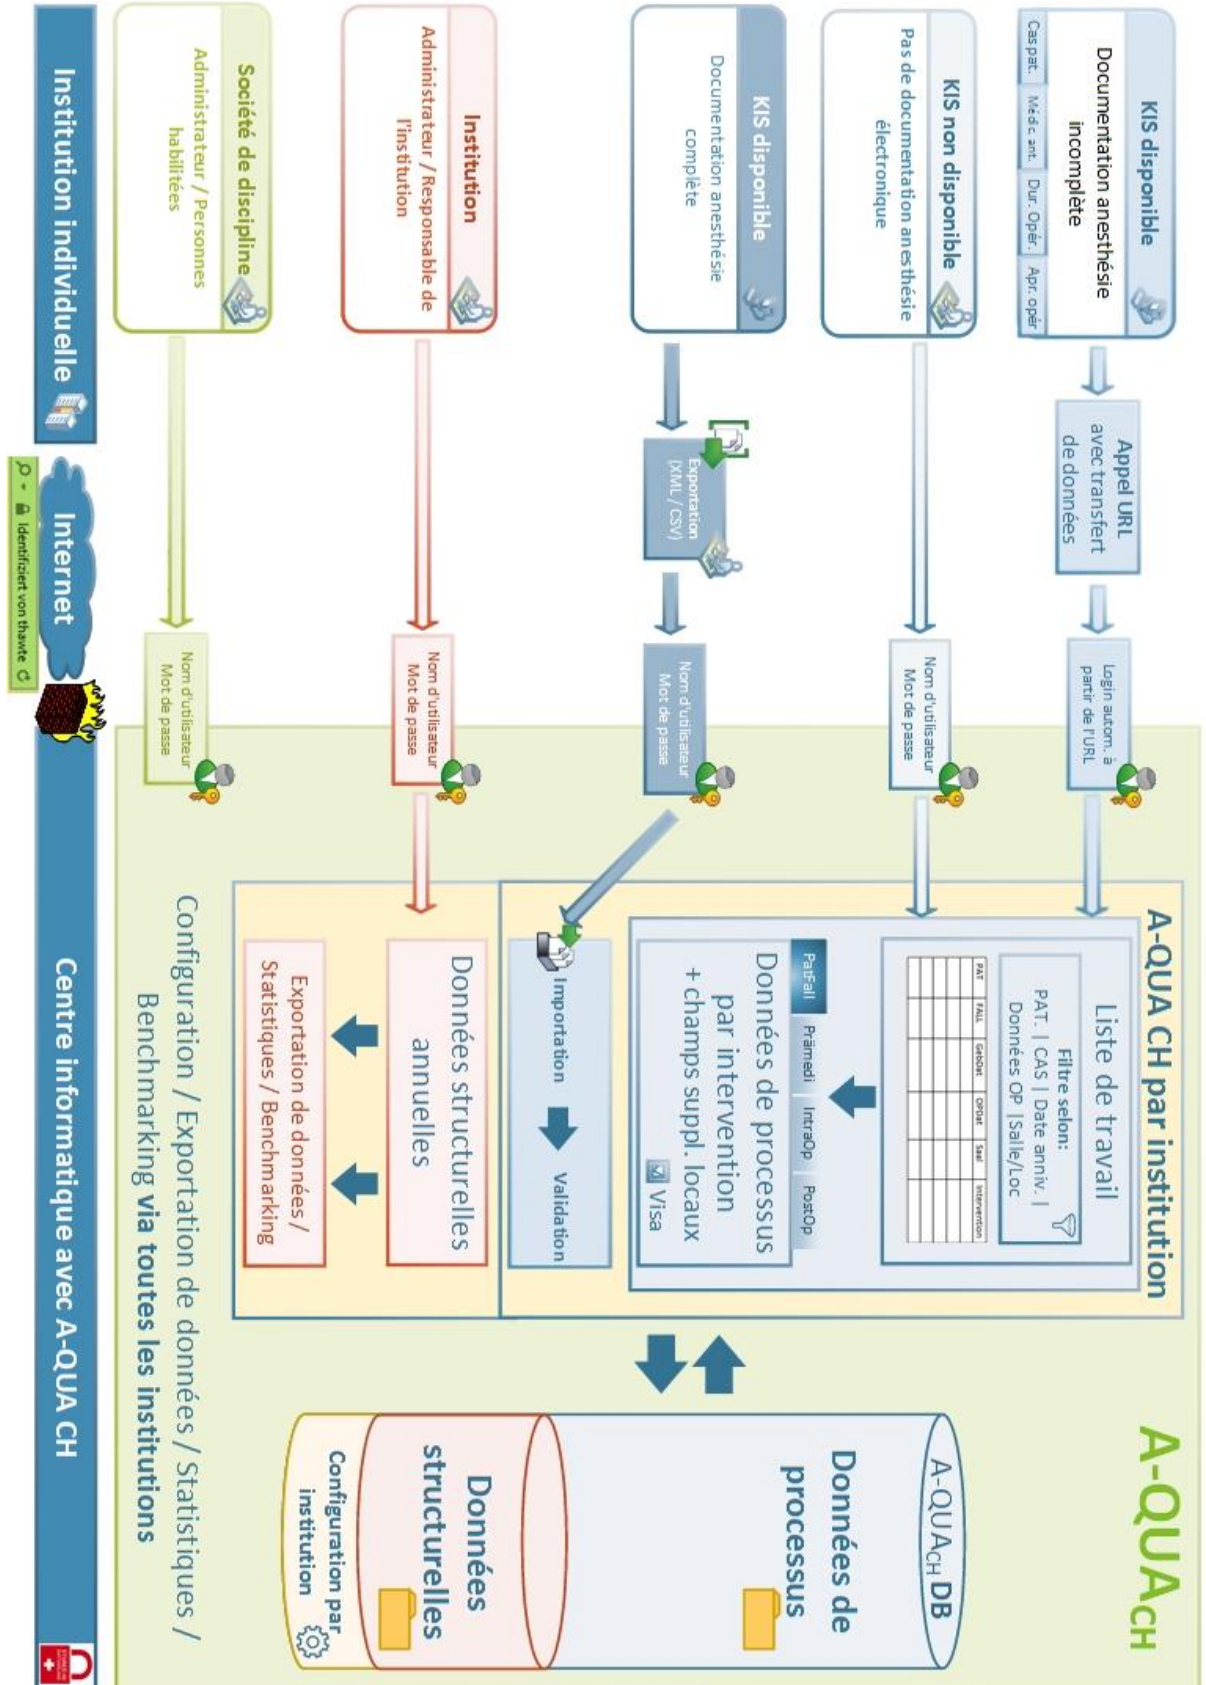 A-QUACH
KIS disponible
Documentation anesthésie
incomplète
Cas pat.
Médic. ant.
Dur. Opér.
Apr. opér
Appel URL
avec transfert
de données
Login autom. à
partir de l'URL
KIS non disponible
Pas de documentation anesthésie
électronique
Nom d'utilisateur
Mot de passe
KIS disponible
Documentation anesthésie
complète
Exportation
(XML / CSV)
Nom d'utilisateur
Mot de passe
Institution
Administrateur / Responsable de
l'institution
Nom d'utilisateur
Mot de passe
Société de discipline
Administrateur / Personnes
habilitées
Nom d'utilisateur
Mot de passe
A-QUA CH par institution
Liste de travail
Filtre selon:
PAT. | CAS | Date anniv. |
Données OP |Salle/Loc
PAT
FALL
GebDat
OPDat
Saal
Intervention
PatFall
Prämedi
IntraOp
PostOp
Données de processus
par intervention
+ champs suppl. locaux
Visa
Importation
Validation
Données structurelles
annuelles
Exportation de données /
Statistiques / Benchmarking
A-QUACH DB
Données de
processus
Données
structurelles
Configuration par
institution
Configuration / Exportation de données / Statistiques /
Benchmarking via toutes les institutions
Institution individuelle
Internet
Identifiziert von thawte
Centre informatique avec A-QUA CH